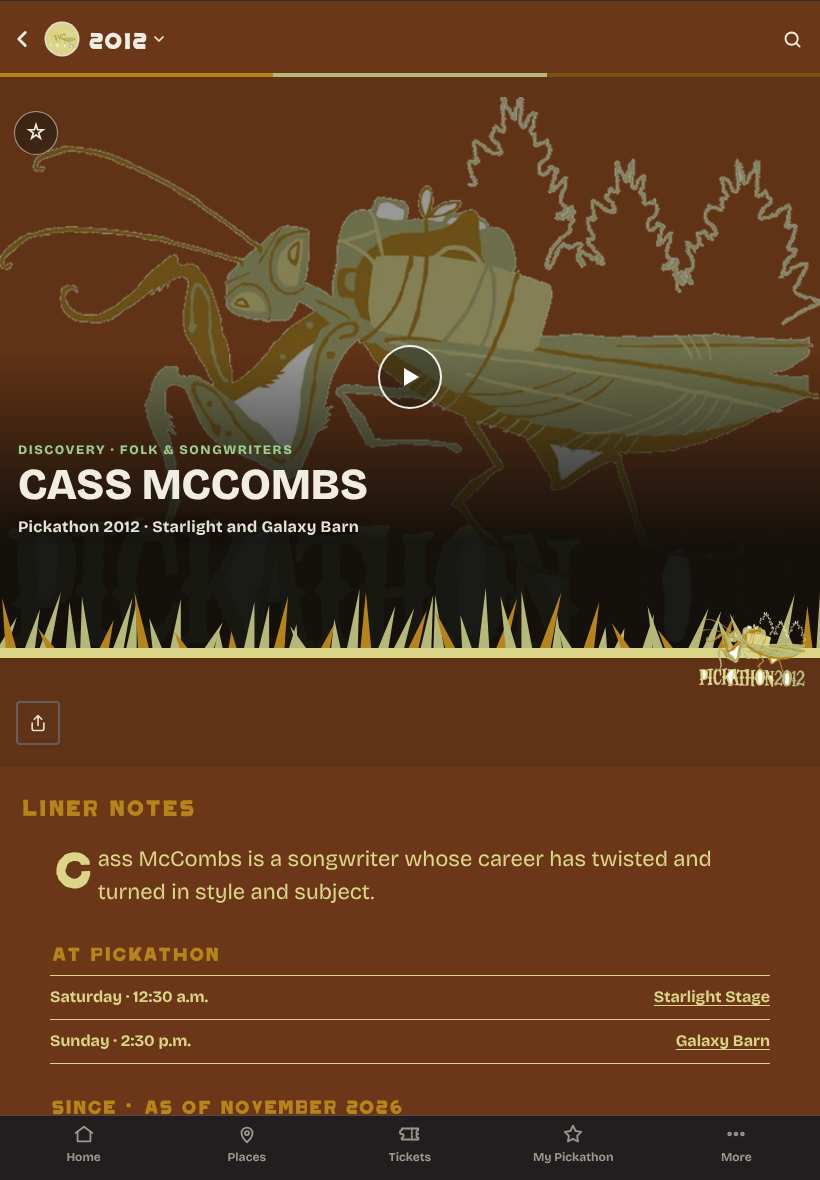 2012
DISCOVERY · FOLK & SONGWRITERS
CASS MCCOMBS
Pickathon 2012 · Starlight and Galaxy Barn
PICKATHON
PICKATHON2012
LINER NOTES
Cass McCombs is a songwriter whose career has twisted and
turned in style and subject.
AT PICKATHON
Saturday · 12:30 a.m. Starlight Stage
Sunday · 2:30 p.m. Galaxy Barn
SINCE · AS OF NOVEMBER 2026
Home Places Tickets My Pickathon More